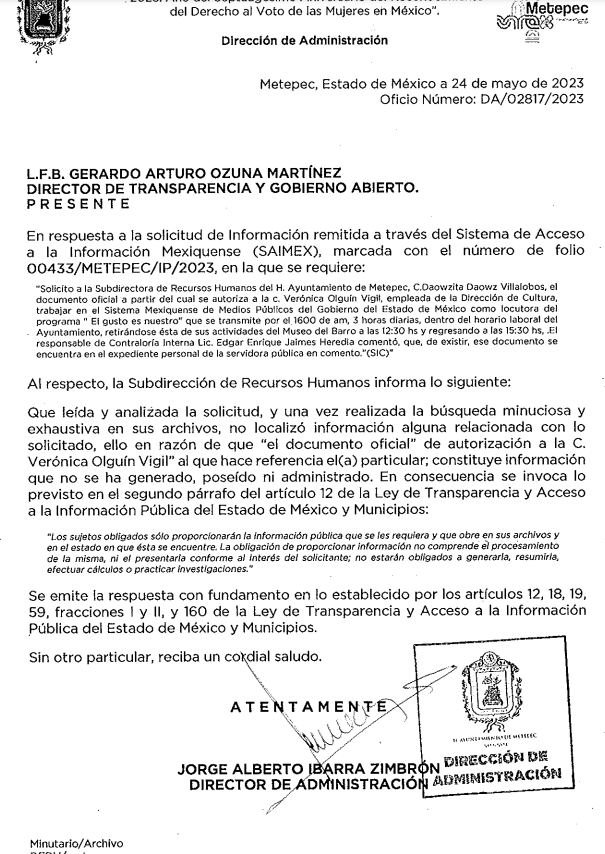 del Derecho al Voto de las Mujeres en México".
Metepec
Dirección de Administración
Metepec, Estado de México a 24 de mayo de 2023
Oficio Número: DA/02817/2023
L.F.B. GERARDO ARTURO OZUNA MARTÍNEZ
DIRECTOR DE TRANSPARENCIA Y GOBIERNO ABIERTO.
P R E S E N T E
En respuesta a la solicitud de Información remitida a través del Sistema de Acceso
a la Información Mexiquense (SAIMEX), marcada con el número de folio
00433/METEPEC/IP/2023, en la que se requiere:
"Solicito a la Subdirectora de Recursos Humanos del H. Ayuntamiento de Metepec, C.Daowzita Daowz Villalobos, el
documento oficial a partir del cual se autoriza a la c. Verónica Olguín Vigil, empleada de la Dirección de Cultura,
trabajar en el Sistema Mexiquense de Medios Públicos del Gobierno del Estado de México como locutora del
programa " El gusto es nuestro" que se transmite por el 1600 de am, 3 horas diarias, dentro del horario laboral del
Ayuntamiento, retirándose ésta de sus actividades del Museo del Barro a las 12:30 hs y regresando a las 15:30 hs, .El
responsable de Contraloría Interna Lic. Edgar Enrique Jaimes Heredia comentó, que, de existir, ese documento se
encuentra en el expediente personal de la servidora pública en comento."(SIC)"
Al respecto, la Subdirección de Recursos Humanos informa lo siguiente:
Que leída y analizada la solicitud, y una vez realizada la búsqueda minuciosa y
exhaustiva en sus archivos, no localizó información alguna relacionada con lo
solicitado, ello en razón de que "el documento oficial" de autorización a la C.
Verónica Olguín Vigil" al que hace referencia el(a) particular; constituye información
que no se ha generado, poseído ni administrado. En consecuencia se invoca lo
previsto en el segundo párrafo del artículo 12 de la Ley de Transparencia y Acceso
a la Información Pública del Estado de México y Municipios:
"Los sujetos obligados sólo proporcionarán la información pública que se les requiera y que obre en sus archivos y
en el estado en que ésta se encuentre. La obligación de proporcionar información no comprende el procesamiento
de la misma, ni el presentarla conforme al interés del solicitante; no estarán obligados a generarla, resumirla,
efectuar cálculos o practicar investigaciones."
Se emite la respuesta con fundamento en lo establecido por los artículos 12, 18, 19,
59, fracciones I y II, y 160 de la Ley de Transparencia y Acceso a la Información
Pública del Estado de México y Municipios.
Sin otro particular, reciba un cordial saludo.
A T E N T A M E N T E
JORGE ALBERTO IBARRA ZIMBRÓN
DIRECTOR DE ADMINISTRACIÓN
DIRECCIÓN DE
ADMINISTRACIÓN
Minutario/Archivo